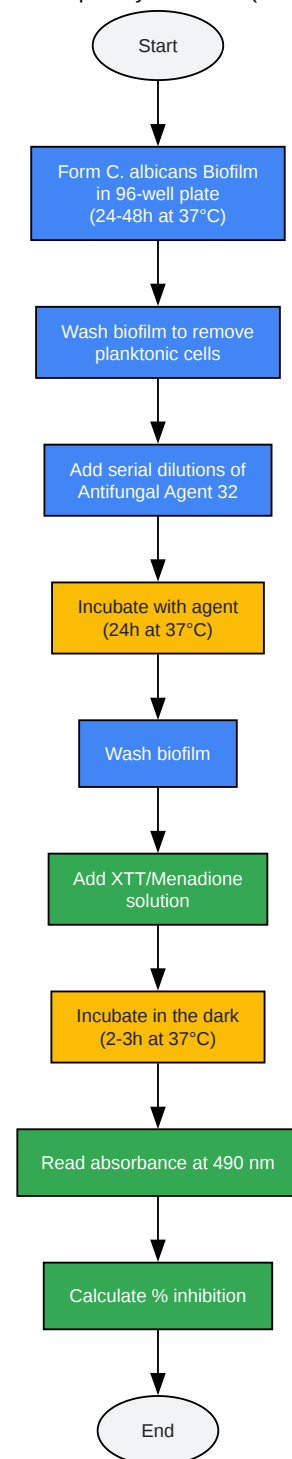 Start
Form C. albicans Biofilm
in 96-well plate
(24-48h at 37°C)
Wash biofilm to remove
planktonic cells
Add serial dilutions of
Antifungal Agent 32
Incubate with agent
(24h at 37°C)
Wash biofilm
Add XTT/Menadione
solution
Incubate in the dark
(2-3h at 37°C)
Read absorbance at 490 nm
Calculate % inhibition
End